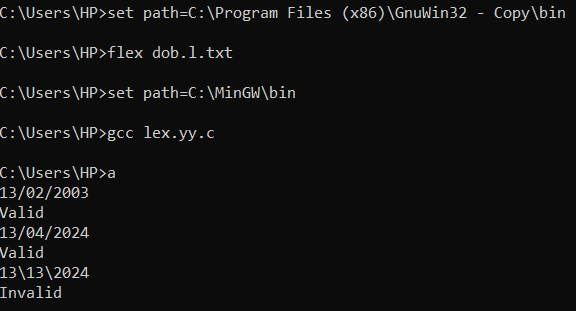 C:\Users\HP>set path=C:\Program Files (x86)\GnuWin32 - Copy\bin
C:\Users\HP>flex dob.l.txt
C:\Users\HP>set path=C:\MinGW\bin
C:\Users\HP>gcc lex.yy.c
C:\Users\HP>a
13/02/2003
Valid
13/04/2024
Valid
13\13\2024
Invalid